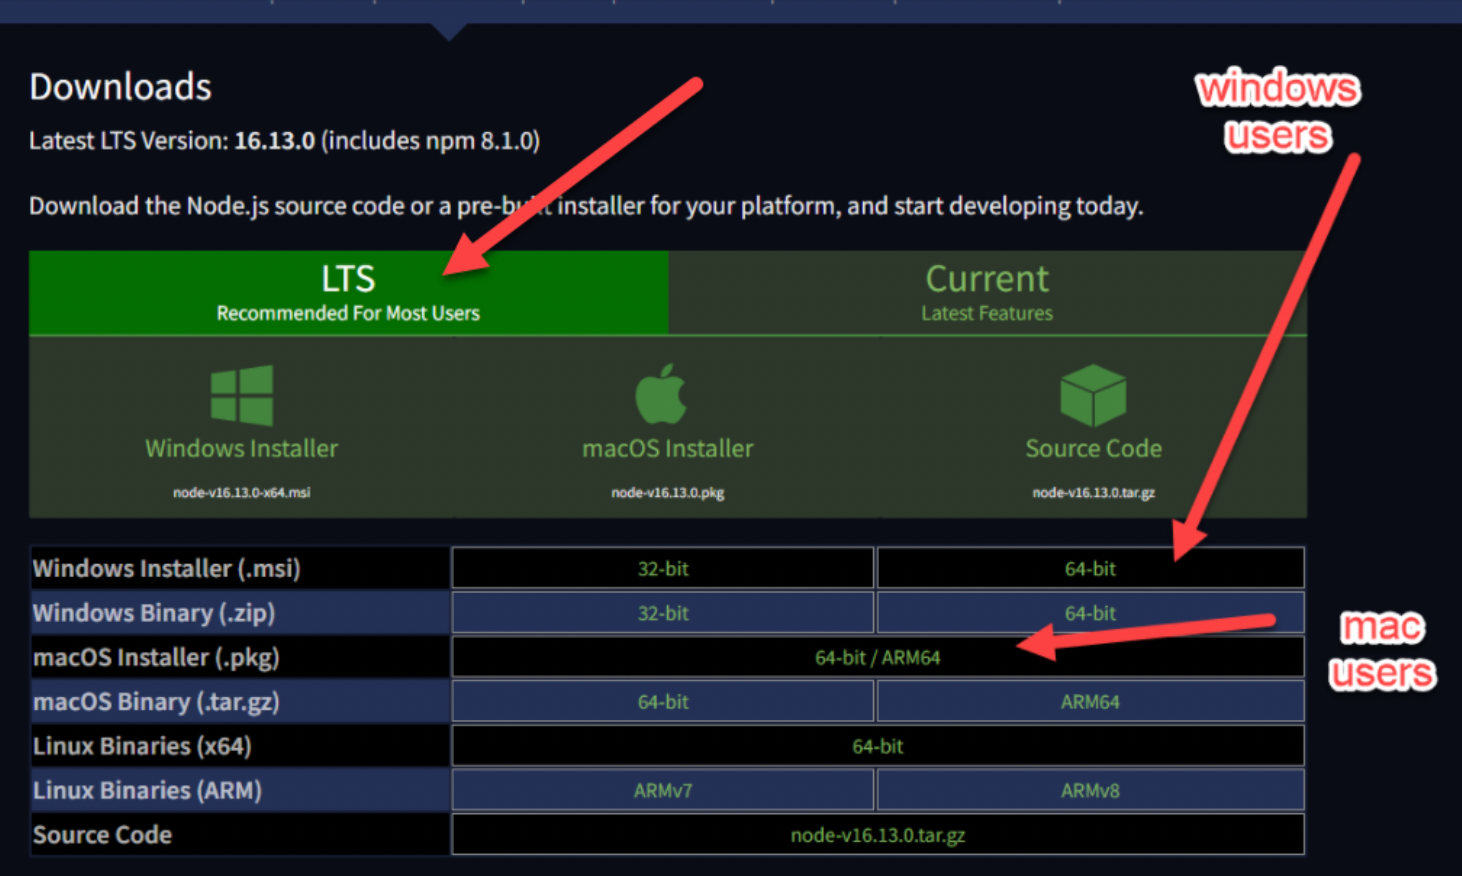 windows
users
Downloads
Latest LTS Version: 16.13.0 (includes npm 8.1.0)
Download the Node.js source code or a pre-built installer for your platform, and start developing today.
LTS
Recommended For Most Users
Current
Latest Features
Windows Installer
node-v16.13.0-x64.msi
macOS Installer
node-v16.13.0.pkg
Source Code
node-v16.13.0.tar.gz
Windows Installer (.msi) 32-bit 64-bit
Windows Binary (.zip) 32-bit 64-bit
macOS Installer (.pkg) 64-bit / ARM64
macOS Binary (.tar.gz) 64-bit ARM64
Linux Binaries (x64) 64-bit
Linux Binaries (ARM) ARMv7 ARMv8
Source Code node-v16.13.0.tar.gz
mac
users